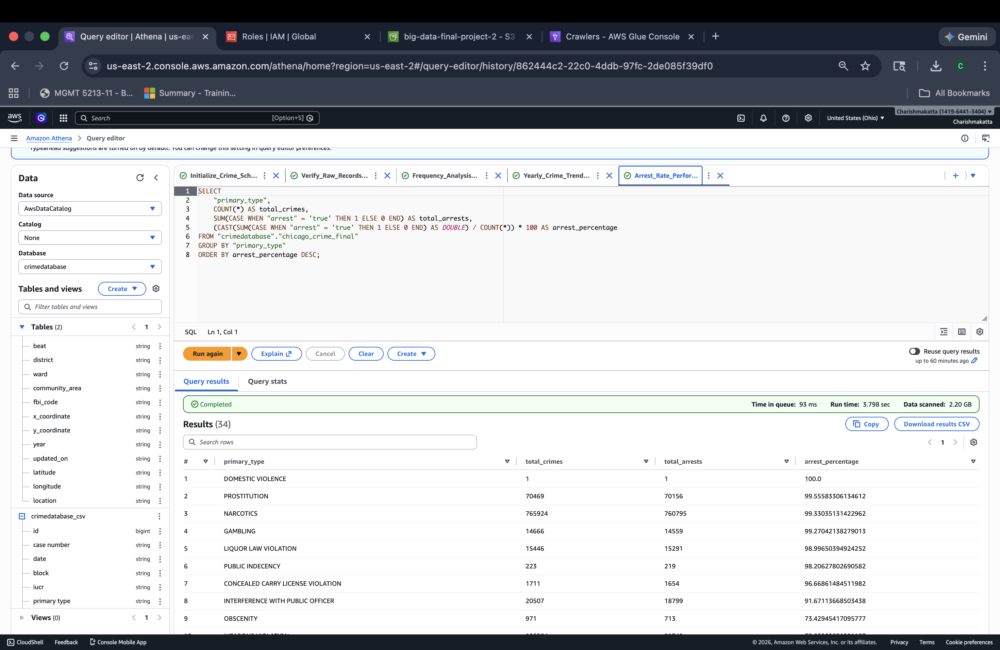 Query editor | Athena | us-eas
Roles | IAM | Global
big-data-final-project-2 - S3
Crawlers - AWS Glue Console
Gemini
us-east-2.console.aws.amazon.com/athena/home?region=us-east-2#/query-editor/history/862444c2-22c0-4ddb-97fc-2de085f39df0
C
MGMT 5213-11 - B...
Summary - Trainin...
All Bookmarks
aws
Search
[Option+S]
United States (Ohio)
Charishmakatta (1419-6441-3404)
Charishmakatta
Amazon Athena
Query editor
Typeahead suggestions are turned on by default. You can change this setting in query editor preferences.
Data
Data source
AwsDataCatalog
Catalog
None
Database
crimedatabase
Tables and views
Create
Filter tables and views
Tables (2)
1
beat string
district string
ward string
community_area string
fbi_code string
x_coordinate string
y_coordinate string
year string
updated_on string
latitude string
longitude string
location string
crimedatabase_csv
id bigint
case number string
date string
block string
iucr string
primary type string
Views (0)
1
Initialize_Crime_Sch...
Verify_Raw_Records...
Frequency_Analysis...
Yearly_Crime_Trend...
Arrest_Rate_Perfor...
1 SELECT
2 "primary_type",
3 COUNT(*) AS total_crimes,
4 SUM(CASE WHEN "arrest" = 'true' THEN 1 ELSE 0 END) AS total_arrests,
5 (CAST(SUM(CASE WHEN "arrest" = 'true' THEN 1 ELSE 0 END) AS DOUBLE) / COUNT(*)) * 100 AS arrest_percentage
6 FROM "crimedatabase"."chicago_crime_final"
7 GROUP BY "primary_type"
8 ORDER BY arrest_percentage DESC;
SQL Ln 1, Col 1
Run again
Explain
Cancel
Clear
Create
Reuse query results
up to 60 minutes ago
Query results
Query stats
Completed
Time in queue: 93 ms
Run time: 3.798 sec
Data scanned: 2.20 GB
Results (34)
Copy
Download results CSV
Search rows
1
# primary_type total_crimes total_arrests arrest_percentage
1 DOMESTIC VIOLENCE 1 1 100.0
2 PROSTITUTION 70469 70156 99.55583306134612
3 NARCOTICS 765924 760795 99.33035131422962
4 GAMBLING 14666 14559 99.27042138279013
5 LIQUOR LAW VIOLATION 15446 15291 98.99650394924252
6 PUBLIC INDECENCY 223 219 98.20627802690582
7 CONCEALED CARRY LICENSE VIOLATION 1711 1654 96.66861484511982
8 INTERFERENCE WITH PUBLIC OFFICER 20507 18799 91.67113668503438
9 OBSCENITY 971 713 73.42945417095777
CloudShell
Feedback
Console Mobile App
© 2026, Amazon Web Services, Inc. or its affiliates.
Privacy
Terms
Cookie preferences